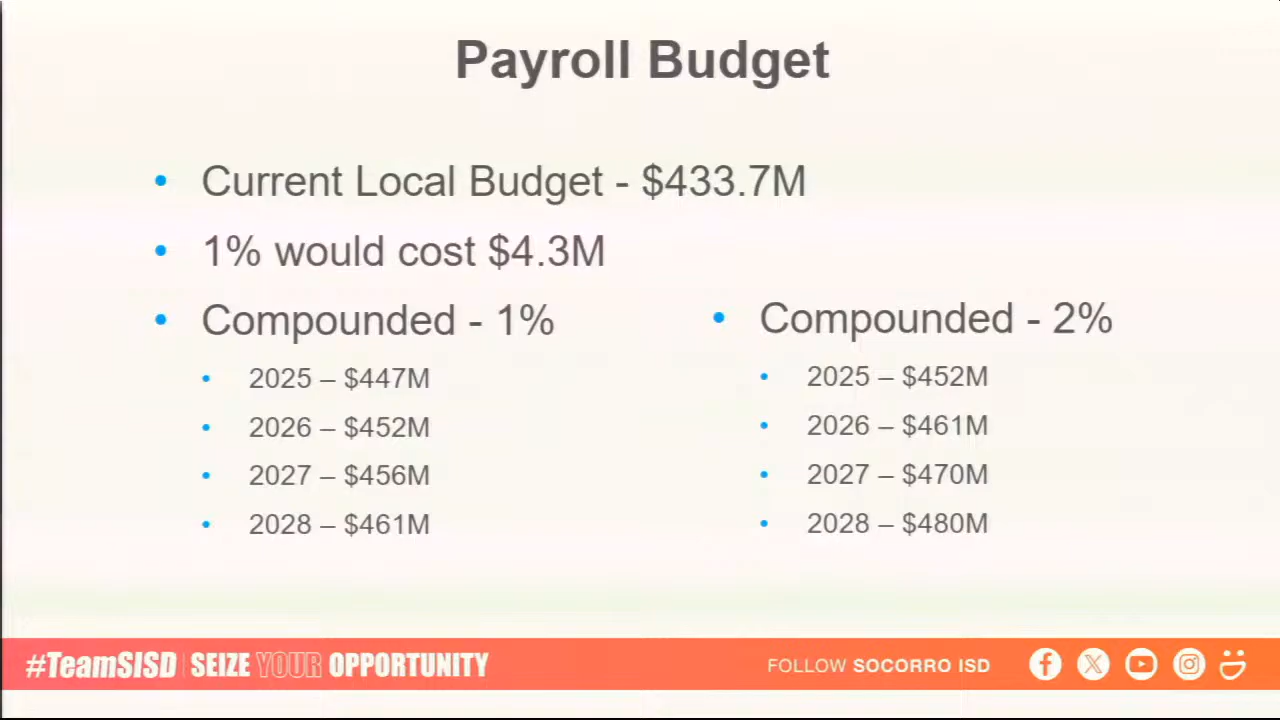 Payroll Budget
• Current Local Budget - $433.7M
• 1% would cost $4.3M
• Compounded - 1%
• 2025 – $447M
• 2026 – $452M
• 2027 – $456M
• 2028 – $461M
• Compounded - 2%
• 2025 – $452M
• 2026 – $461M
• 2027 – $470M
• 2028 – $480M
#TeamSISD | SEIZE YOUR OPPORTUNITY
FOLLOW SOCORRO ISD